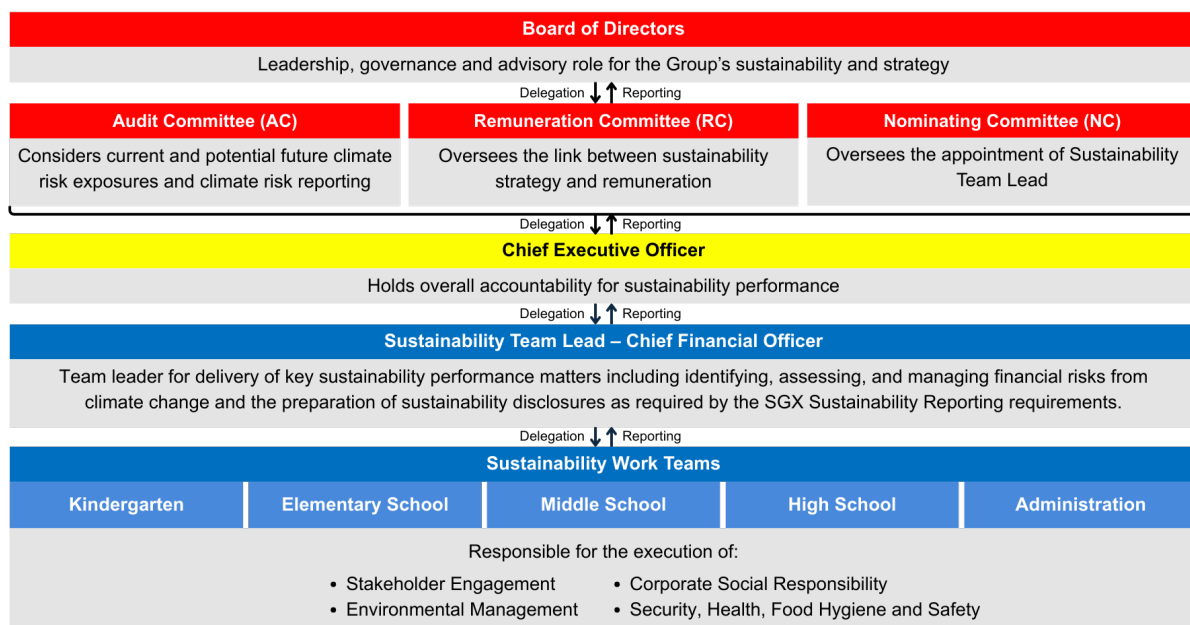 Board of Directors
Leadership, governance and advisory role for the Group’s sustainability and strategy
Delegation Reporting
Audit Committee (AC)
Considers current and potential future climate
risk exposures and climate risk reporting
Remuneration Committee (RC)
Oversees the link between sustainability
strategy and remuneration
Nominating Committee (NC)
Oversees the appointment of Sustainability
Team Lead
Delegation Reporting
Chief Executive Officer
Holds overall accountability for sustainability performance
Delegation Reporting
Sustainability Team Lead – Chief Financial Officer
Team leader for delivery of key sustainability performance matters including identifying, assessing, and managing financial risks from
climate change and the preparation of sustainability disclosures as required by the SGX Sustainability Reporting requirements.
Delegation Reporting
Sustainability Work Teams
Kindergarten
Elementary School
Middle School
High School
Administration
Responsible for the execution of:
• Stakeholder Engagement
• Environmental Management
• Corporate Social Responsibility
• Security, Health, Food Hygiene and Safety